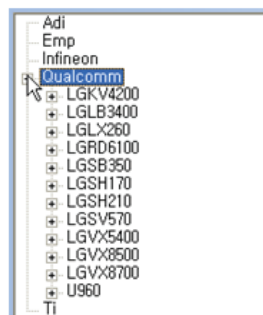 Adi
Emp
Infineon
Qualcomm
LGKV4200
LGLB3400
LGLX260
LGRD6100
LGSB350
LGSH170
LGSH210
LGSV570
LGVX5400
LGVX8500
LGVX8700
U960
Ti